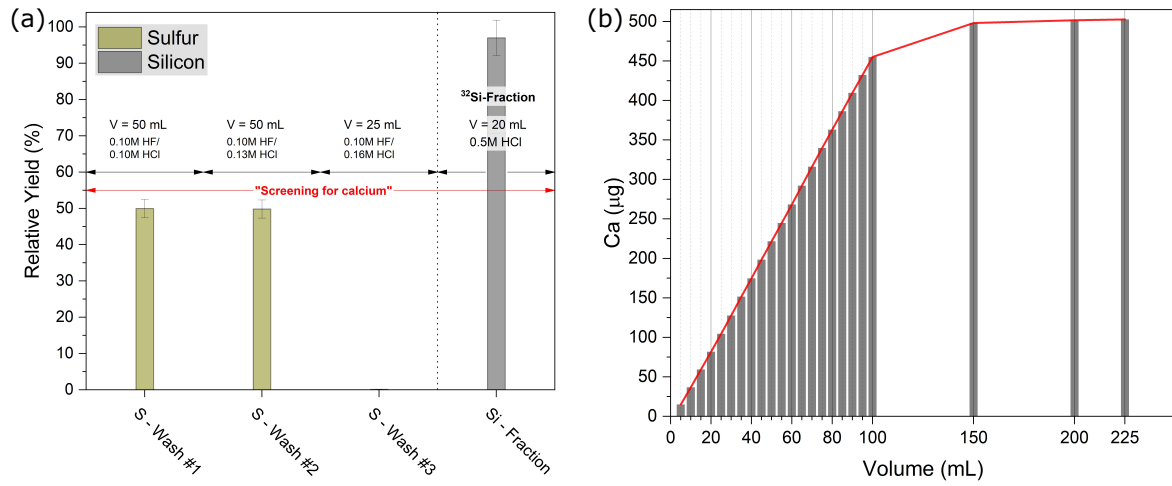 (a)
Sulfur
Silicon
³²Si-Fraction
V = 50 mL
0.10M HF/
0.10M HCl
V = 50 mL
0.10M HF/
0.13M HCl
V = 25 mL
0.10M HF/
0.16M HCl
V = 20 mL
0.5M HCl
"Screening for calcium"
Relative Yield (%)
100
90
80
70
60
50
40
30
20
10
0
S - Wash #1
S - Wash #2
S - Wash #3
Si - Fraction
(b)
Ca (μg)
500
450
400
350
300
250
200
150
100
50
0
0
20
40
60
80
100
150
200
225
Volume (mL)